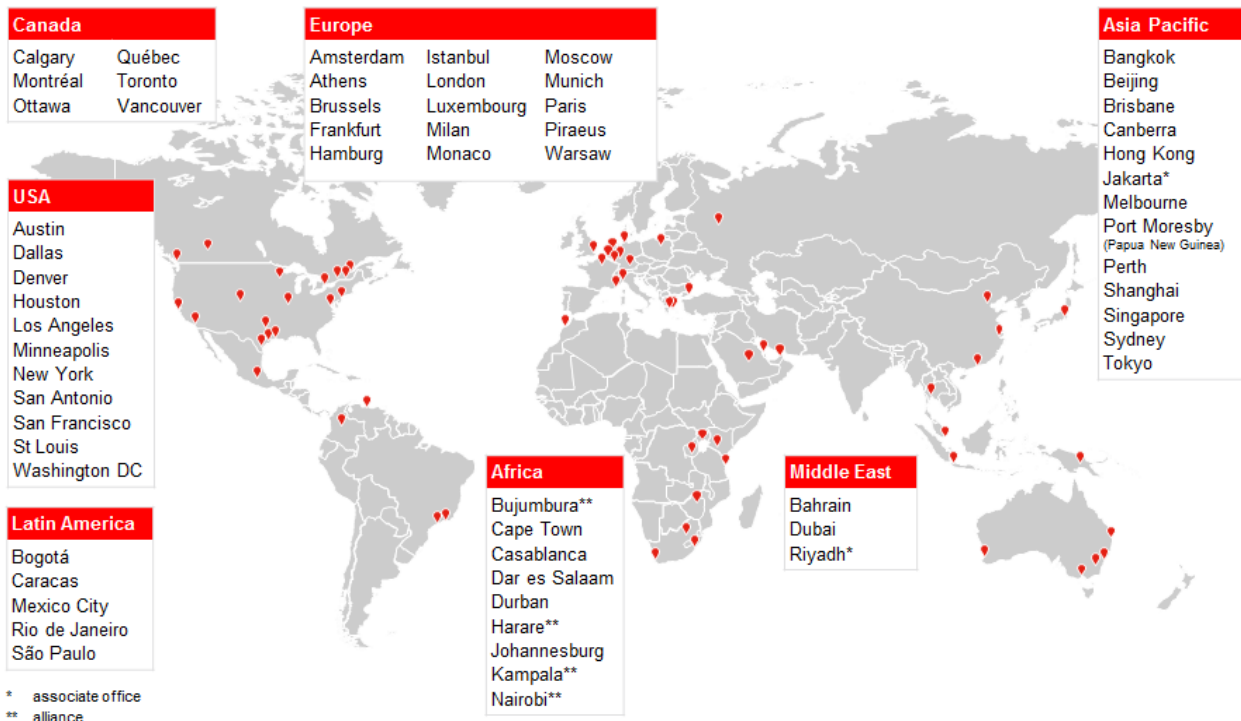 Canada
Calgary Québec
Montréal Toronto
Ottawa Vancouver
Europe
Amsterdam Istanbul Moscow
Athens London Munich
Brussels Luxembourg Paris
Frankfurt Milan Piraeus
Hamburg Monaco Warsaw
Asia Pacific
Bangkok
Beijing
Brisbane
Canberra
Hong Kong
Jakarta*
Melbourne
Port Moresby
(Papua New Guinea)
Perth
Shanghai
Singapore
Sydney
Tokyo
USA
Austin
Dallas
Denver
Houston
Los Angeles
Minneapolis
New York
San Antonio
San Francisco
St Louis
Washington DC
Latin America
Bogotá
Caracas
Mexico City
Rio de Janeiro
São Paulo
Africa
Bujumbura**
Cape Town
Casablanca
Dar es Salaam
Durban
Harare**
Johannesburg
Kampala**
Nairobi**
Middle East
Bahrain
Dubai
Riyadh*
* associate office
** alliance